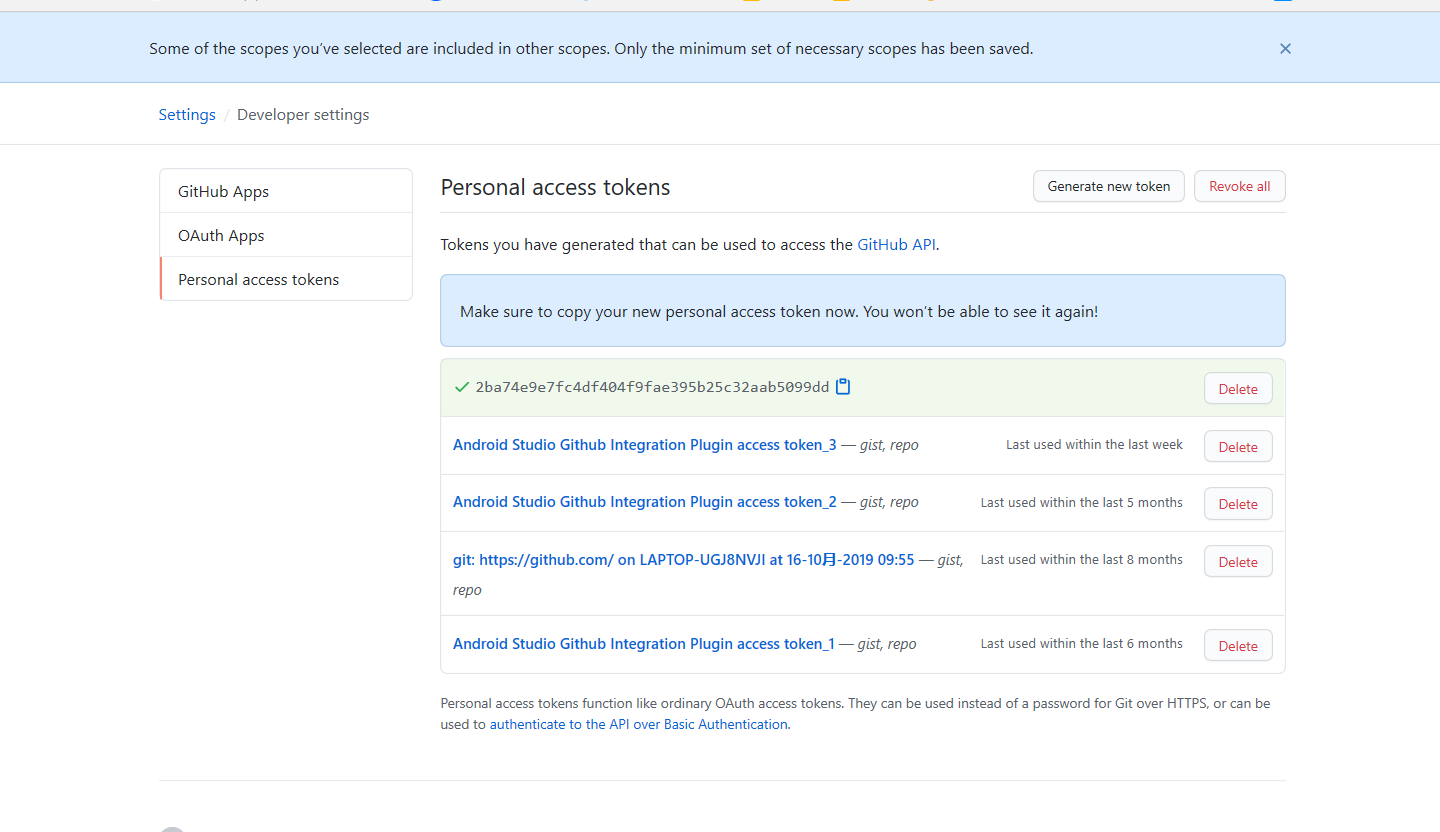 Some of the scopes you've selected are included in other scopes. Only the minimum set of necessary scopes has been saved.
Settings / Developer settings
GitHub Apps
OAuth Apps
Personal access tokens
Personal access tokens
Generate new token
Revoke all
Tokens you have generated that can be used to access the GitHub API.
Make sure to copy your new personal access token now. You won't be able to see it again!
2ba74e9e7fc4df404f9fae395b25c32aab5099dd
Delete
Android Studio Github Integration Plugin access token_3 — gist, repo
Last used within the last week
Delete
Android Studio Github Integration Plugin access token_2 — gist, repo
Last used within the last 5 months
Delete
git: https://github.com/ on LAPTOP-UGJ8NVJI at 16-10月-2019 09:55 — gist,
repo
Last used within the last 8 months
Delete
Android Studio Github Integration Plugin access token_1 — gist, repo
Last used within the last 6 months
Delete
Personal access tokens function like ordinary OAuth access tokens. They can be used instead of a password for Git over HTTPS, or can be
used to authenticate to the API over Basic Authentication.